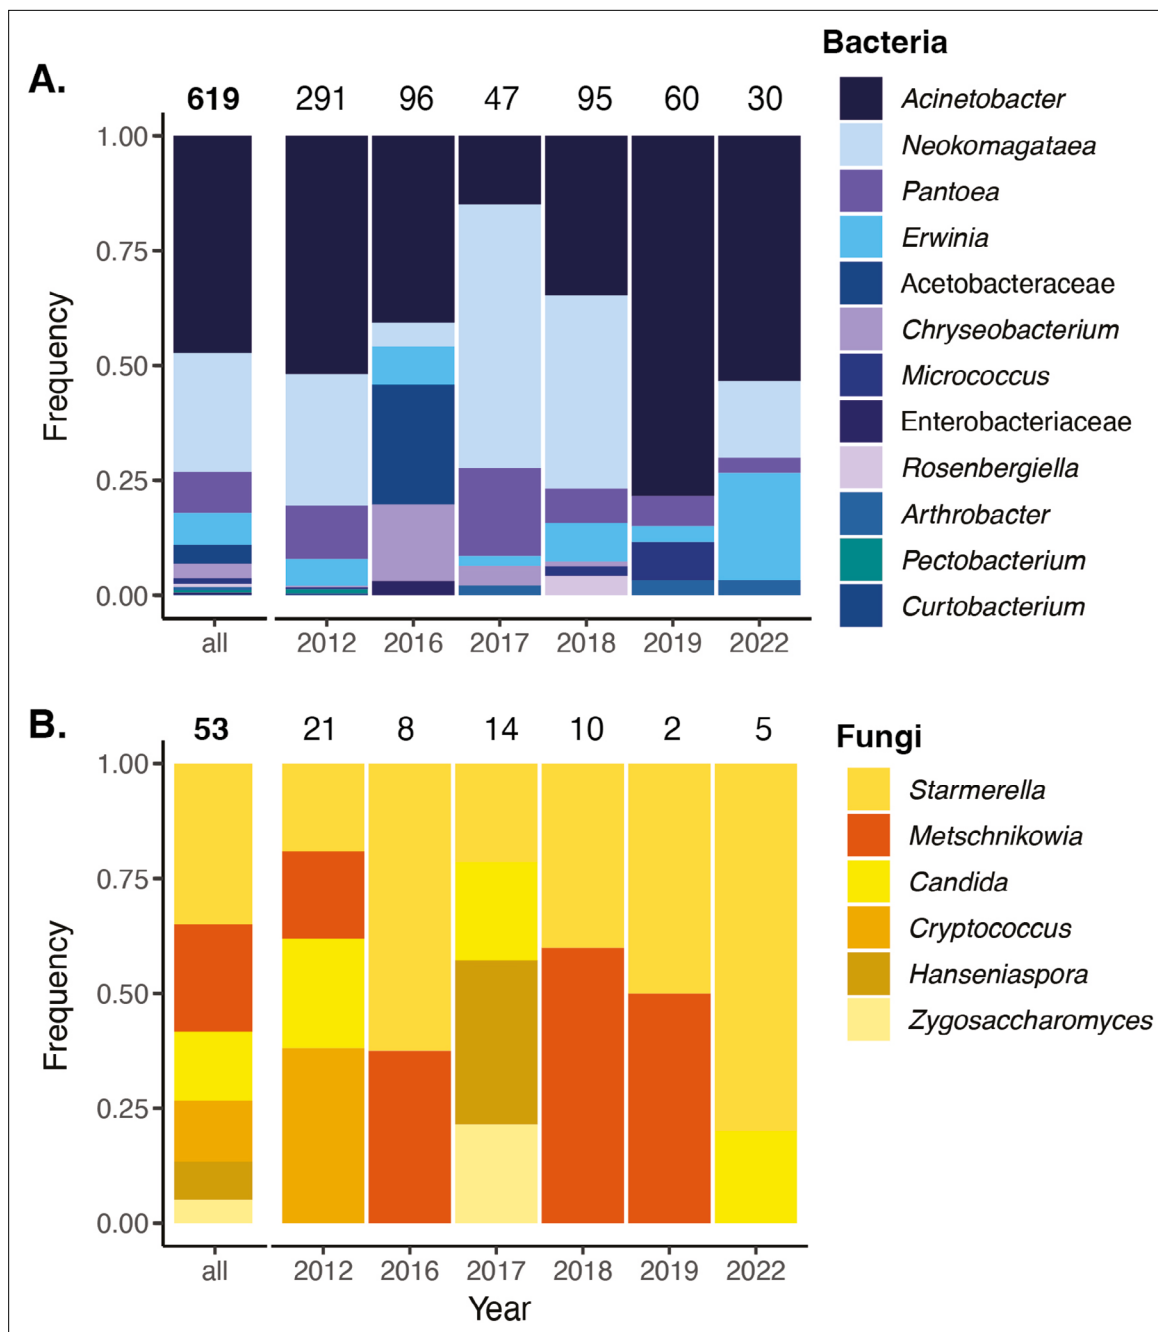 A.
Bacteria
619 291 96 47 95 60 30
Frequency
1.00
0.75
0.50
0.25
0.00
all 2012 2016 2017 2018 2019 2022
Acinetobacter
Neokomagataea
Pantoea
Erwinia
Acetobacteraceae
Chryseobacterium
Micrococcus
Enterobacteriaceae
Rosenbergiella
Arthrobacter
Pectobacterium
Curtobacterium
B.
Fungi
53 21 8 14 10 2 5
Frequency
1.00
0.75
0.50
0.25
0.00
all 2012 2016 2017 2018 2019 2022
Year
Starmerella
Metschnikowia
Candida
Cryptococcus
Hanseniaspora
Zygosaccharomyces